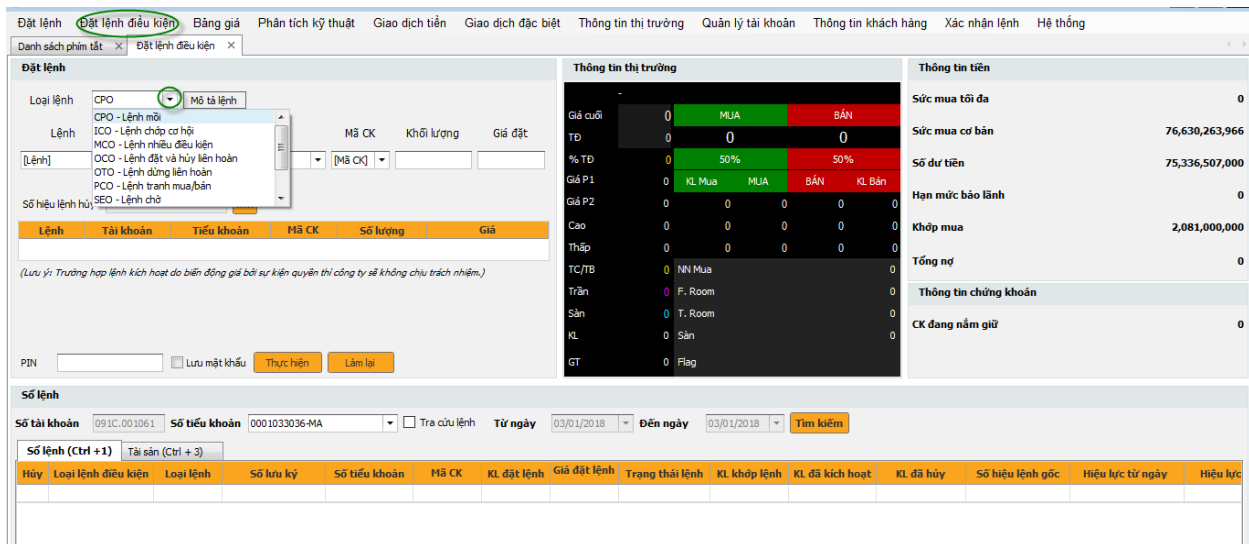 Đặt lệnh Đặt lệnh điều kiện Bảng giá Phân tích kỹ thuật Giao dịch tiền Giao dịch đặc biệt Thông tin thị trường Quản lý tài khoản Thông tin khách hàng Xác nhận lệnh Hệ thống
Danh sách phím tắt × Đặt lệnh điều kiện ×
Đặt lệnh
Loại lệnh CPO Mô tả lệnh
CPO - Lệnh mồi
ICO - Lệnh chớp cơ hội
MCO - Lệnh nhiều điều kiện
OCO - Lệnh đặt và hủy liên hoàn
OTO - Lệnh dừng liên hoàn
PCO - Lệnh tranh mua/bán
SEO - Lệnh chờ
Lệnh Mã CK Khối lượng Giá đặt
[Lệnh] [Mã CK]
Số hiệu lệnh hủy
Lệnh Tài khoản Tiểu khoản Mã CK Số lượng Giá
(Lưu ý: Trường hợp lệnh kích hoạt do biến động giá bởi sự kiện quyền thì công ty sẽ không chịu trách nhiệm.)
PIN Lưu mật khẩu Thực hiện Làm lại
Thông tin thị trường
-
Giá cuối 0 MUA BÁN
TĐ 0 0 0
% TĐ 0 50% 50%
Giá P1 0 KL Mua MUA BÁN KL Bán
Giá P2 0 0 0 0 0
Cao 0 0 0 0 0
Thấp 0 0 0 0 0
TC/TB 0 NN Mua 0
Trần 0 F. Room 0
Sàn 0 T. Room 0
KL 0 Sàn 0
GT 0 Flag
Thông tin tiền
Sức mua tối đa 0
Sức mua cơ bản 76,630,263,966
Số dư tiền 75,336,507,000
Hạn mức bảo lãnh 0
Khớp mua 2,081,000,000
Tổng nợ 0
Thông tin chứng khoán
CK đang nắm giữ 0
Sổ lệnh
Số tài khoản 091C.001061 Số tiểu khoản 0001033036-MA Tra cứu lệnh Từ ngày 03/01/2018 Đến ngày 03/01/2018 Tìm kiếm
Sổ lệnh (Ctrl +1) Tài sản (Ctrl + 3)
Hủy Loại lệnh điều kiện Loại lệnh Số lưu ký Số tiểu khoản Mã CK KL đặt lệnh Giá đặt lệnh Trạng thái lệnh KL khớp lệnh KL đã kích hoạt KL đã hủy Số hiệu lệnh gốc Hiệu lực từ ngày Hiệu lực